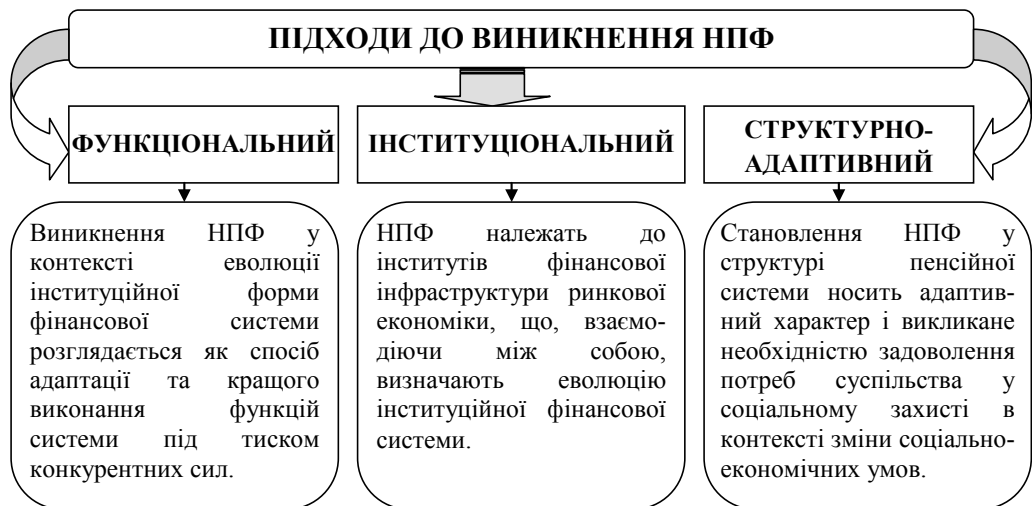 ПІДХОДИ ДО ВИНИКНЕННЯ НПФ
ФУНКЦІОНАЛЬНИЙ
Виникнення НПФ у
контексті еволюції
інституційної форми
фінансової системи
розглядається як спосіб
адаптації та кращого
виконання функцій
системи під тиском
конкурентних сил.
ІНСТИТУЦІОНАЛЬНИЙ
НПФ належать до
інститутів фінансової
інфраструктури ринкової
економіки, що, взаємо-
діючи між собою,
визначають еволюцію
інституційної фінансової
системи.
СТРУКТУРНО-
АДАПТИВНИЙ
Становлення НПФ у
структурі пенсійної
системи носить адаптив-
ний характер і викликане
необхідністю задоволення
потреб суспільства у
соціальному захисті в
контексті зміни соціально-
економічних умов.